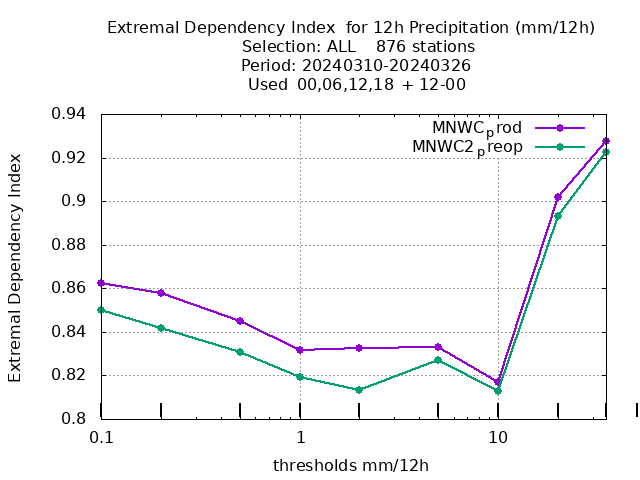 Extremal Dependency Index  for 12h Precipitation (mm/12h)
Selection: ALL    876 stations
Period: 20240310-20240326
Used  00,06,12,18  + 12-00
MNWCprod
MNWC2preop
0.94
0.92
0.9
0.88
0.86
0.84
0.82
0.8
Extremal Dependency Index
0.1
1
10
thresholds mm/12h